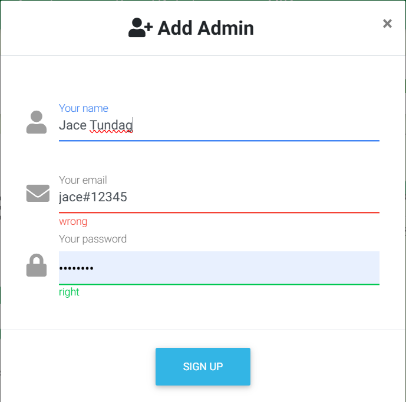 Add Admin
×
Your name
Jace Tundag
Your email
jace#12345
wrong
Your password
••••••••
right
SIGN UP